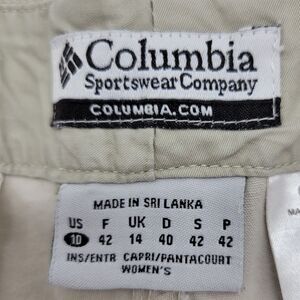 Columbia
Sportswear Company
COLUMBIA.COM
MADE IN SRI LANKA
US F UK D S P
10 42 14 40 42 42
INS/ENTR CAPRI/PANTACOURT
WOMEN'S